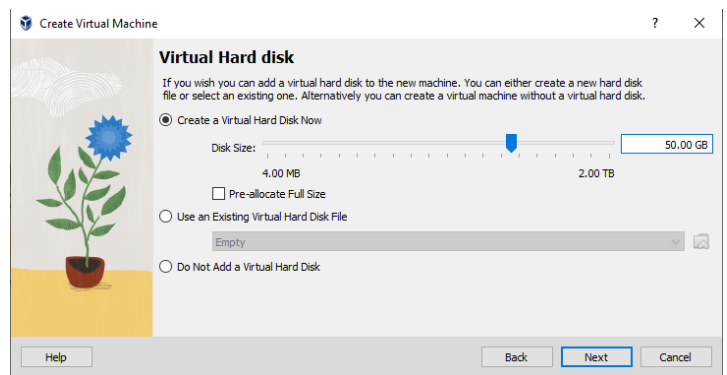 Create Virtual Machine
?
Virtual Hard disk
If you wish you can add a virtual hard disk to the new machine. You can either create a new hard disk
file or select an existing one. Alternatively you can create a virtual machine without a virtual hard disk.
Create a Virtual Hard Disk Now
Disk Size:
50.00 GB
4.00 MB
2.00 TB
Pre-allocate Full Size
Use an Existing Virtual Hard Disk File
Empty
Do Not Add a Virtual Hard Disk
Help
Back
Next
Cancel